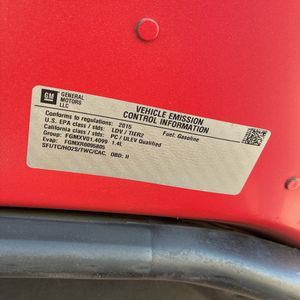 GM
GENERAL
MOTORS
LLC
VEHICLE EMISSION
CONTROL INFORMATION
Conforms to regulations: 2015
Fuel: Gasoline
U.S. EPA class / stds: LDV / TIER2
California class / stds: PC / ULEV Qualified
Group: FGMXV01.4099 1.4L
Evap: FGMXR0095805
SFI/TC/HO2S/TWC/CAC, OBD: II